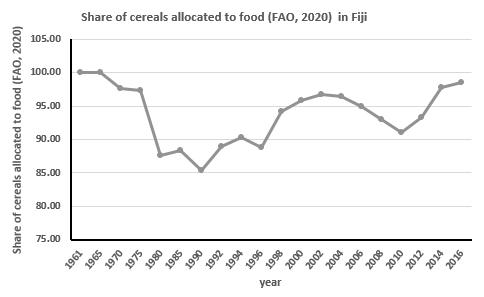 Share of cereals allocated to food (FAO, 2020)  in Fiji
Share of cereals allocated to food (FAO, 2020)
105.00
100.00
95.00
90.00
85.00
80.00
75.00
1961 1965 1970 1975 1980 1985 1990 1992 1994 1996 1998 2000 2002 2004 2006 2008 2010 2012 2014 2016
year